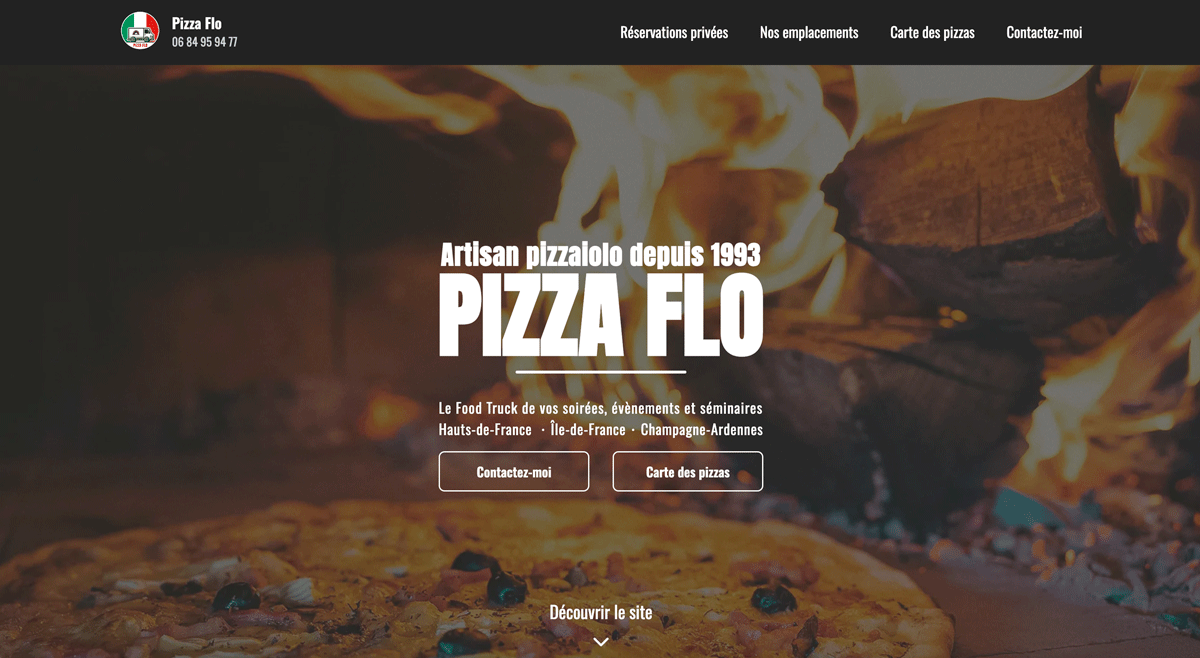 Pizza Flo
06 84 95 94 77
Réservations privées
Nos emplacements
Carte des pizzas
Contactez-moi
Artisan pizzaiolo depuis 1993
PIZZA FLO
Le Food Truck de vos soirées, évènements et séminaires
Hauts-de-France · Île-de-France · Champagne-Ardennes
Contactez-moi
Carte des pizzas
Découvrir le site